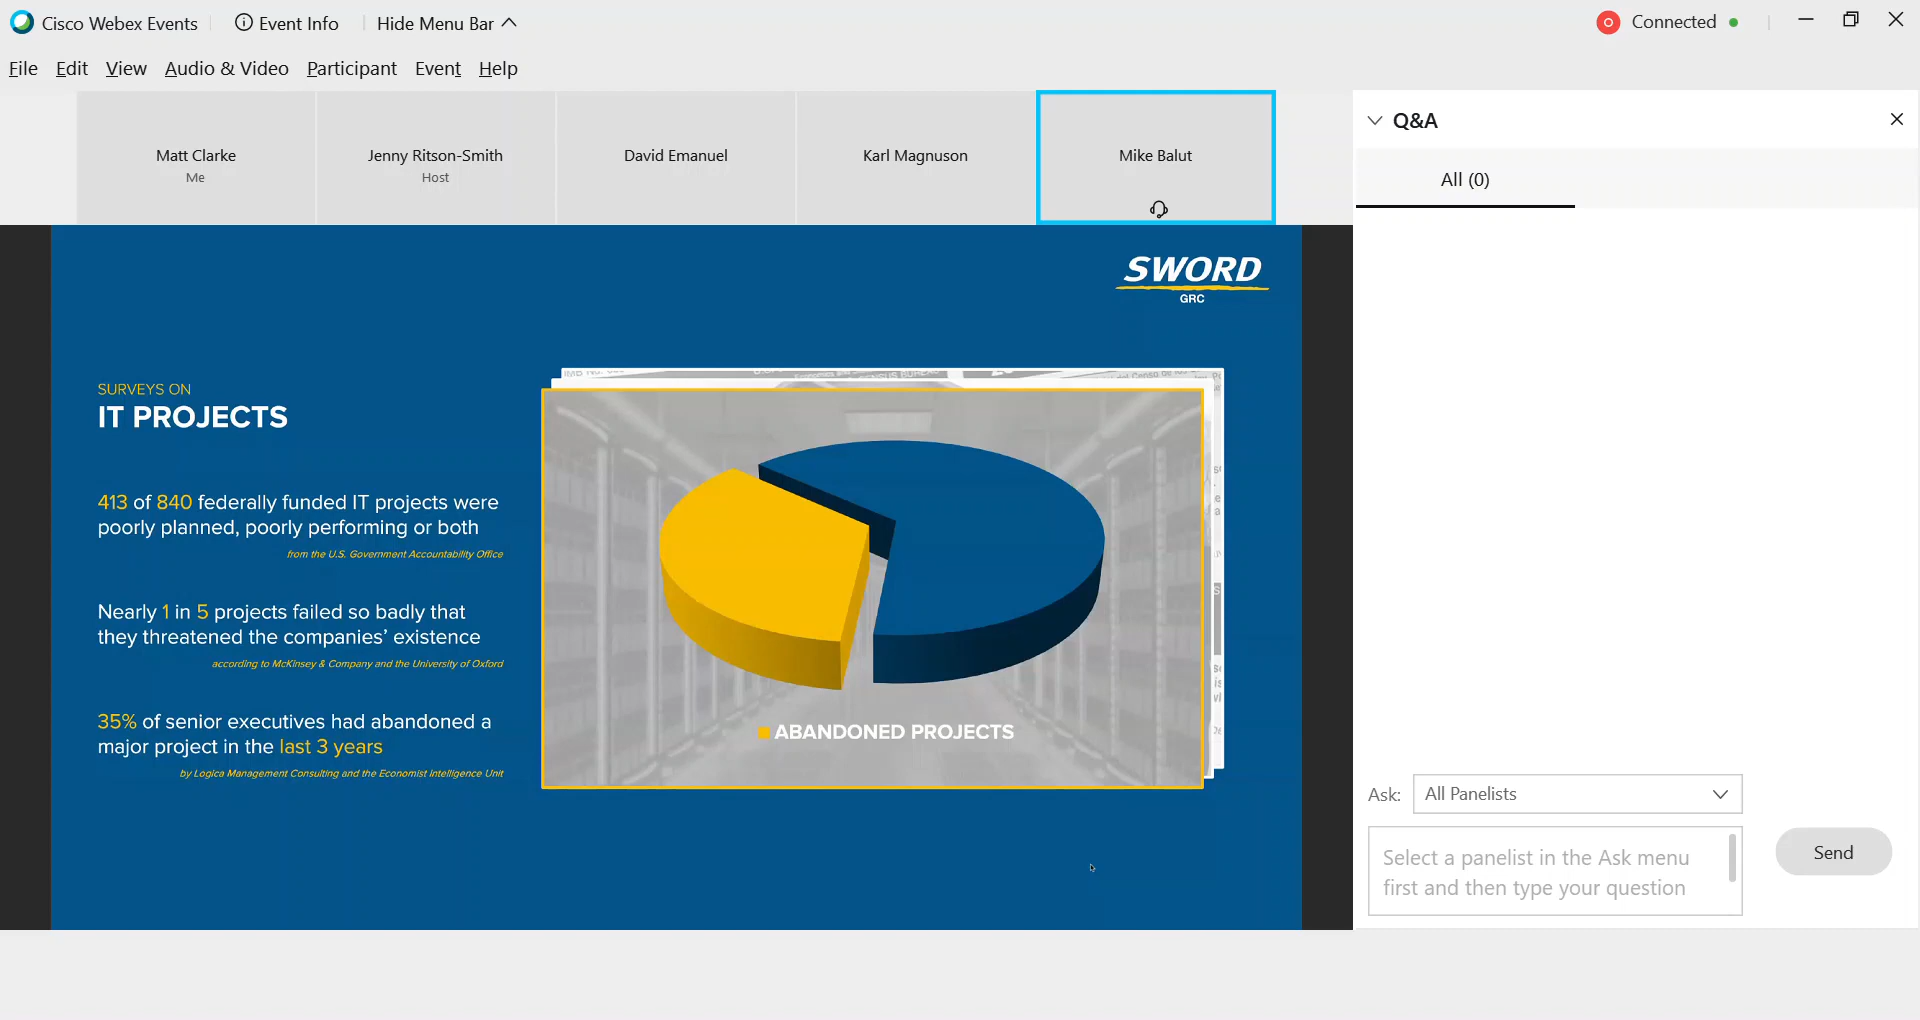 Cisco Webex Events
Event Info
Hide Menu Bar
Connected
File Edit View Audio & Video Participant Event Help
Matt Clarke
Me
Jenny Ritson-Smith
Host
David Emanuel
Karl Magnuson
Mike Balut
SWORD
GRC
SURVEYS ON
IT PROJECTS
413 of 840 federally funded IT projects were
poorly planned, poorly performing or both
from the U.S. Government Accountability Office
Nearly 1 in 5 projects failed so badly that
they threatened the companies' existence
according to McKinsey & Company and the University of Oxford
35% of senior executives had abandoned a
major project in the last 3 years
by Logica Management Consulting and the Economist Intelligence Unit
ABANDONED PROJECTS
Q&A
All (0)
Ask: All Panelists
Select a panelist in the Ask menu
first and then type your question
Send